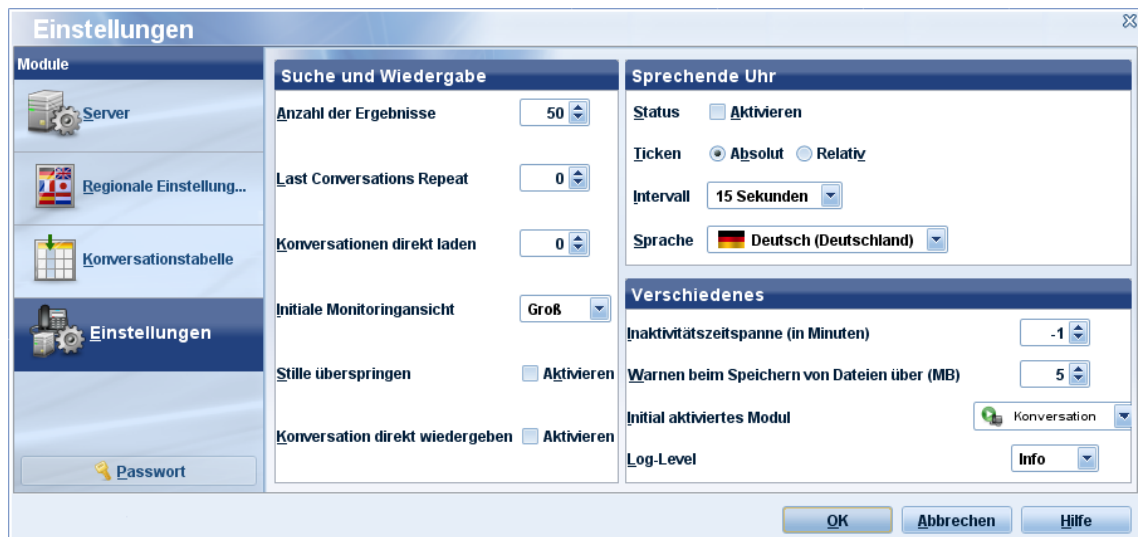 Einstellungen
Module
Server
Regionale Einstellung...
Konversationstabelle
Einstellungen
Passwort
Suche und Wiedergabe
Anzahl der Ergebnisse 50
Last Conversations Repeat 0
Konversationen direkt laden 0
Initiale Monitoringansicht Groß
Stille überspringen Aktivieren
Konversation direkt wiedergeben Aktivieren
Sprechende Uhr
Status Aktivieren
Ticken Absolut Relativ
Intervall 15 Sekunden
Sprache Deutsch (Deutschland)
Verschiedenes
Inaktivitätszeitspanne (in Minuten) -1
Warnen beim Speichern von Dateien über (MB) 5
Initial aktiviertes Modul Konversation
Log-Level Info
OK Abbrechen Hilfe